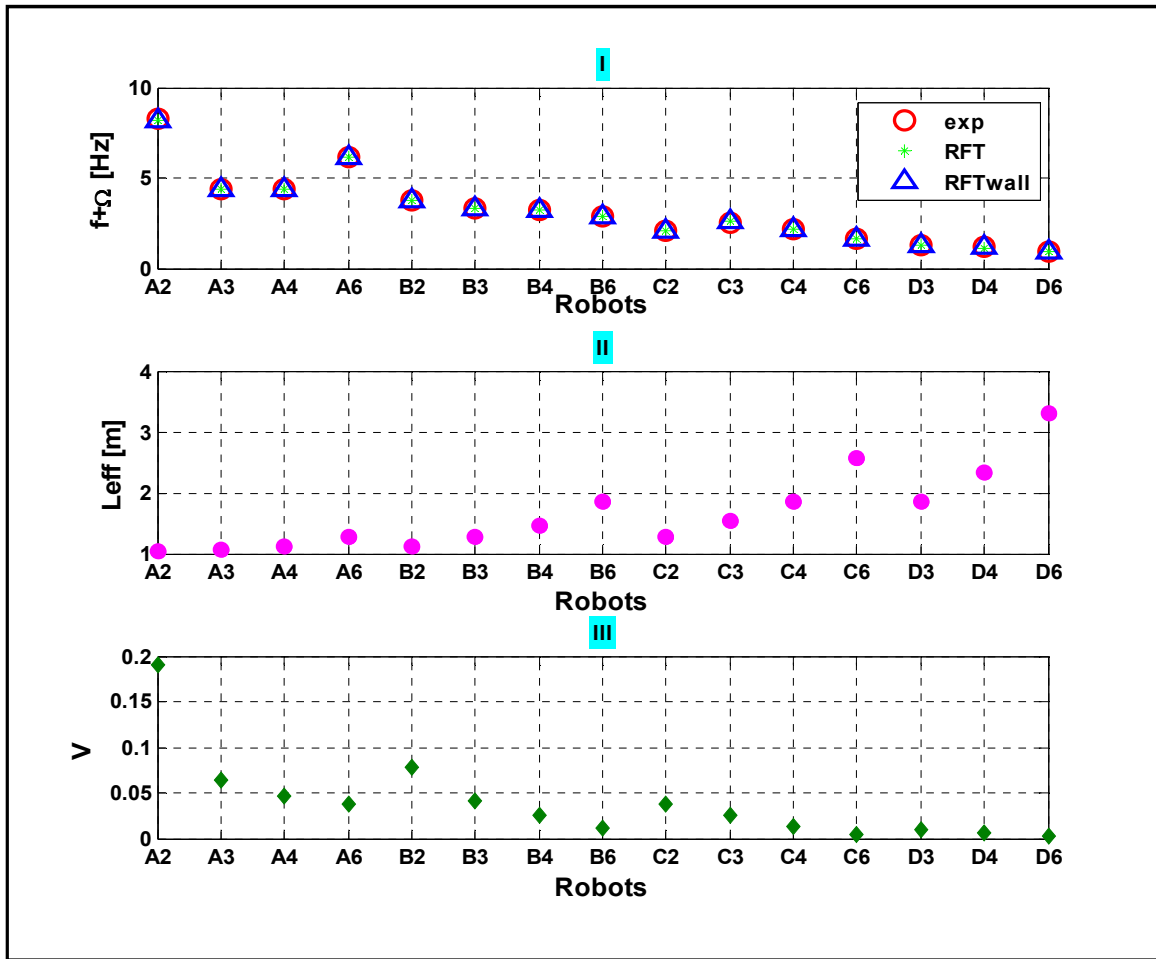 I
f+Ω [Hz]
10
5
0
exp
RFT
RFTwall
A2 A3 A4 A6 B2 B3 B4 B6 C2 C3 C4 C6 D3 D4 D6
Robots
II
Leff [m]
4
3
2
1
A2 A3 A4 A6 B2 B3 B4 B6 C2 C3 C4 C6 D3 D4 D6
Robots
III
V
0.2
0.15
0.1
0.05
0
A2 A3 A4 A6 B2 B3 B4 B6 C2 C3 C4 C6 D3 D4 D6
Robots